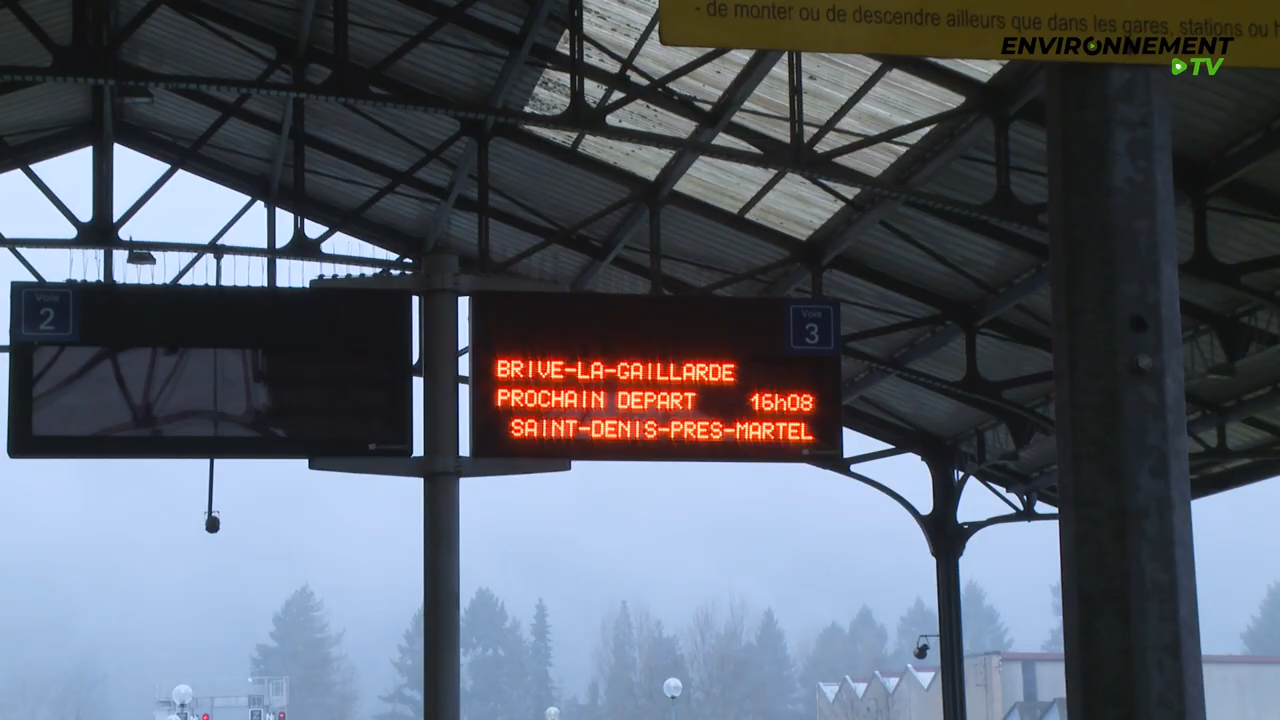 - de monter ou de descendre ailleurs que dans les gares, stations ou
ENVIRONNEMENT
TV
Voie
2
Voie
3
BRIVE-LA-GAILLARDE
PROCHAIN DEPART 16h08
SAINT-DENIS-PRES-MARTEL